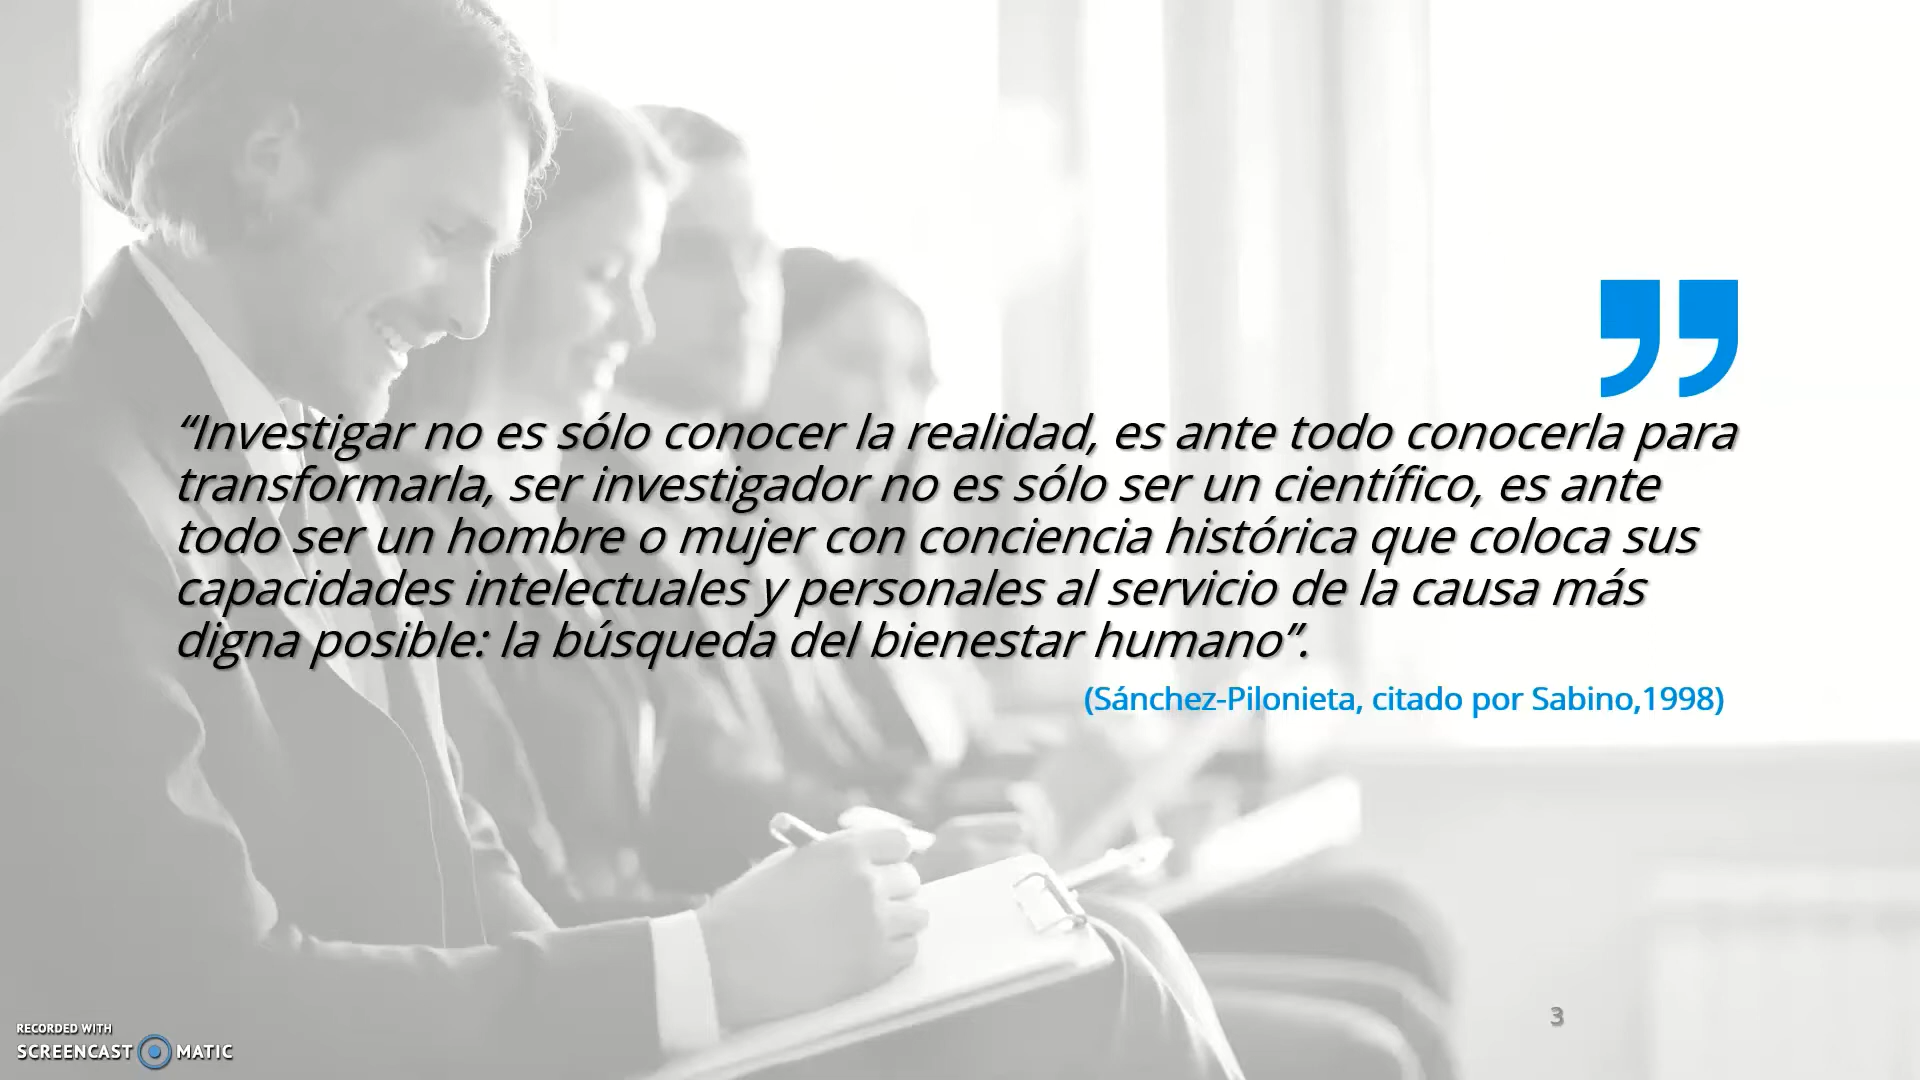 “Investigar no es sólo conocer la realidad, es ante todo conocerla para
transformarla, ser investigador no es sólo ser un científico, es ante
todo ser un hombre o mujer con conciencia histórica que coloca sus
capacidades intelectuales y personales al servicio de la causa más
digna posible: la búsqueda del bienestar humano”.
(Sánchez-Pilonieta, citado por Sabino,1998)
3
RECORDED WITH
SCREENCAST MATIC